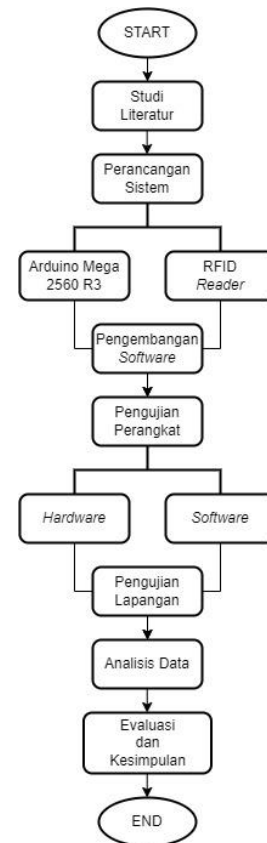 START
Studi
Literatur
Perancangan
Sistem
Arduino Mega
2560 R3
RFID
Reader
Pengembangan
Software
Pengujian
Perangkat
Hardware
Software
Pengujian
Lapangan
Analisis Data
Evaluasi
dan
Kesimpulan
END